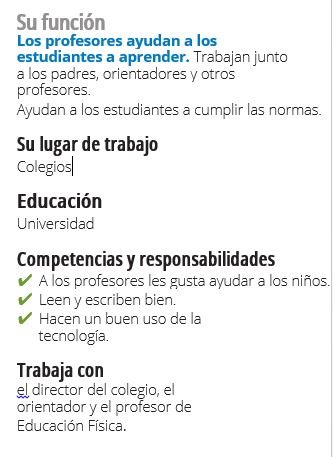 Su función
Los profesores ayudan a los
estudiantes a aprender. Trabajan junto
a los padres, orientadores y otros
profesores.
Ayudan a los estudiantes a cumplir las normas.
Su lugar de trabajo
Colegios
Educación
Universidad
Competencias y responsabilidades
✔ A los profesores les gusta ayudar a los niños.
✔ Leen y escriben bien.
✔ Hacen un buen uso de la
tecnología.
Trabaja con
el director del colegio, el
orientador y el profesor de
Educación Física.